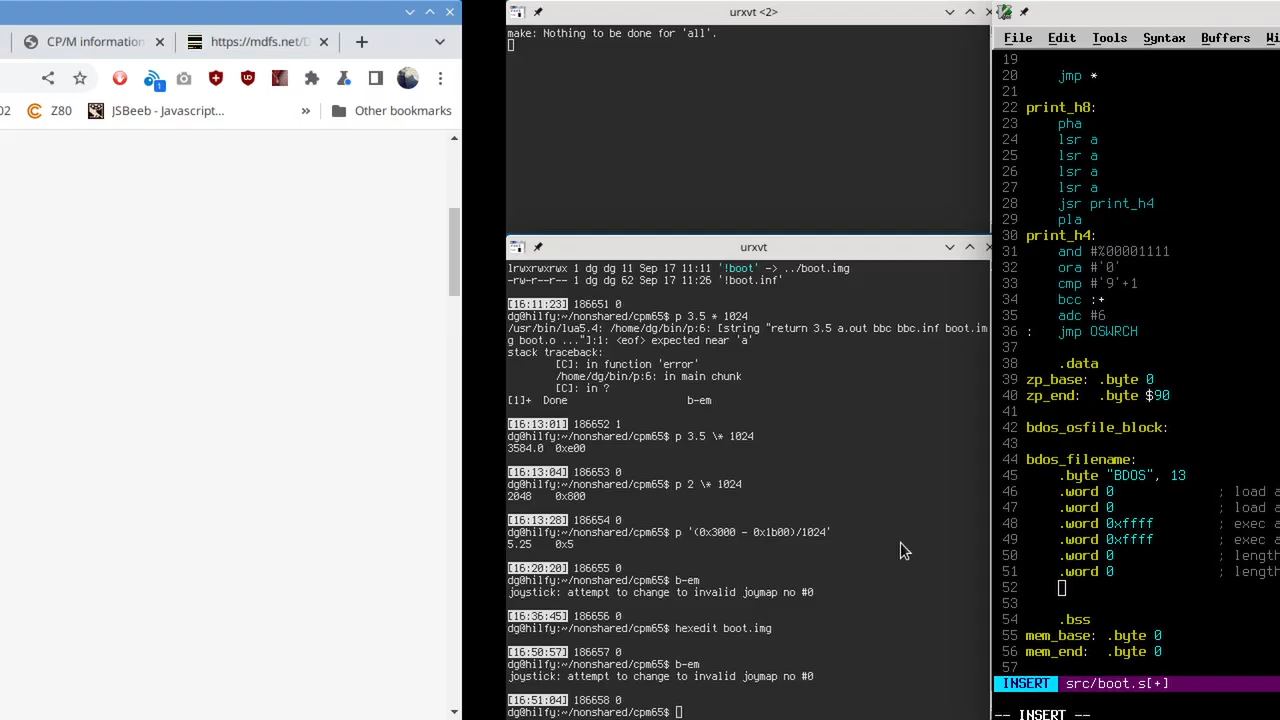 CP/M information
https://mdfs.net/D
02
Z80
JSBeeb - Javascript...
»
Other bookmarks
urxvt <2>
make: Nothing to be done for 'all'.
urxvt
lrwxrwxrwx 1 dg dg 11 Sep 17 11:11 '!boot' -> ../boot.img
-rw-r--r-- 1 dg dg 62 Sep 17 11:26 '!boot.inf'
[16:11:23] 186651 0
dg@hilfy:~/nonshared/cpm65$ p 3.5 * 1024
/usr/bin/lua5.4: /home/dg/bin/p:6: [string "return 3.5 a.out bbc bbc.inf boot.im
g boot.o ..."]:1: <eof> expected near 'a'
stack traceback:
[C]: in function 'error'
/home/dg/bin/p:6: in main chunk
[C]: in ?
[1]+  Done                    b-em
[16:13:01] 186652 1
dg@hilfy:~/nonshared/cpm65$ p 3.5 \* 1024
3584.0   0xe00
[16:13:04] 186653 0
dg@hilfy:~/nonshared/cpm65$ p 2 \* 1024
2048    0x800
[16:13:28] 186654 0
dg@hilfy:~/nonshared/cpm65$ p '(0x3000 - 0x1b00)/1024'
5.25    0x5
[16:20:20] 186655 0
dg@hilfy:~/nonshared/cpm65$ b-em
joystick: attempt to change to invalid joymap no #0
[16:36:45] 186656 0
dg@hilfy:~/nonshared/cpm65$ hexedit boot.img
[16:50:57] 186657 0
dg@hilfy:~/nonshared/cpm65$ b-em
joystick: attempt to change to invalid joymap no #0
[16:51:04] 186658 0
dg@hilfy:~/nonshared/cpm65$
File Edit Tools Syntax Buffers Wi
19
20 jmp *
21
22 print_h8:
23 pha
24 lsr a
25 lsr a
26 lsr a
27 lsr a
28 jsr print_h4
29 pla
30 print_h4:
31 and #%00001111
32 ora #'0'
33 cmp #'9'+1
34 bcc :+
35 adc #6
36 : jmp OSWRCH
37
38 .data
39 zp_base: .byte 0
40 zp_end:  .byte $90
41
42 bdos_osfile_block:
43
44 bdos_filename:
45 .byte "BDOS", 13
46 .word 0 ; load a
47 .word 0 ; load a
48 .word 0xffff ; exec a
49 .word 0xffff ; exec a
50 .word 0 ; length
51 .word 0 ; length
52
53
54 .bss
55 mem_base: .byte 0
56 mem_end:  .byte 0
57
INSERT src/boot.s[+]
-- INSERT --